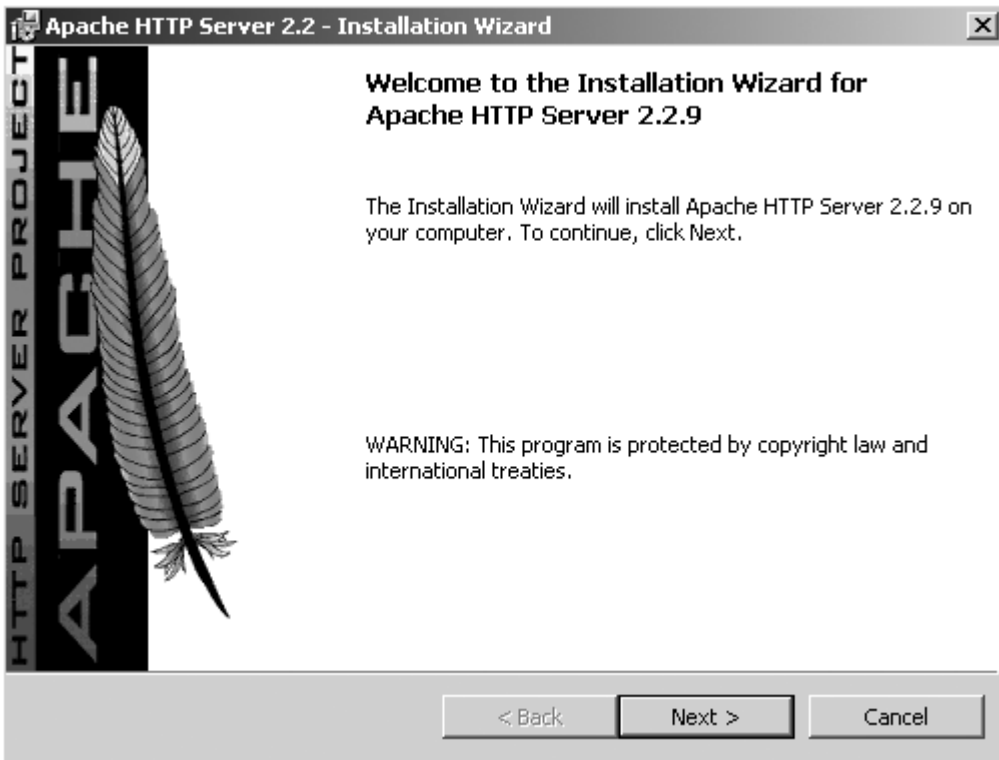 Apache HTTP Server 2.2 - Installation Wizard
HTTP SERVER PROJECT
APACHE
Welcome to the Installation Wizard for
Apache HTTP Server 2.2.9
The Installation Wizard will install Apache HTTP Server 2.2.9 on
your computer. To continue, click Next.
WARNING: This program is protected by copyright law and
international treaties.
< Back
Next >
Cancel